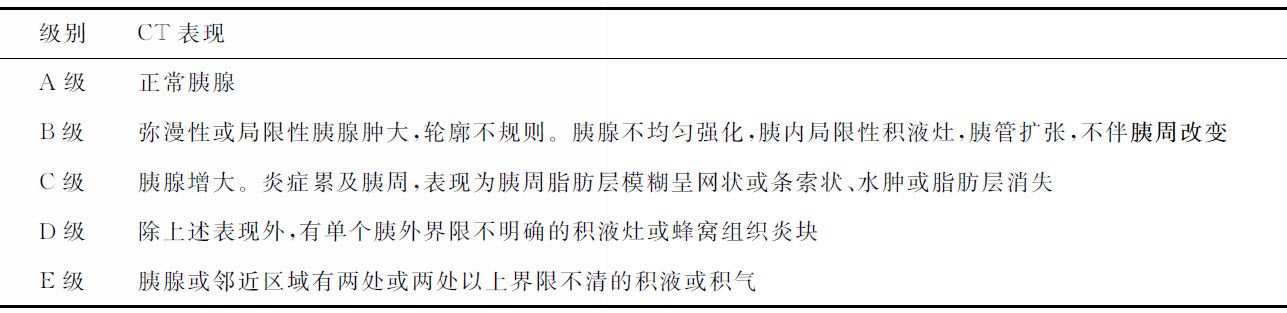 级别 CT 表现
A 级 正常胰腺
B 级 弥漫性或局限性胰腺肿大,轮廓不规则。胰腺不均匀强化,胰内局限性积液灶,胰管扩张,不伴胰周改变
C 级 胰腺增大。炎症累及胰周,表现为胰周脂肪层模糊呈网状或条索状、水肿或脂肪层消失
D 级 除上述表现外,有单个胰外界限不明确的积液灶或蜂窝组织炎块
E 级 胰腺或邻近区域有两处或两处以上界限不清的积液或积气